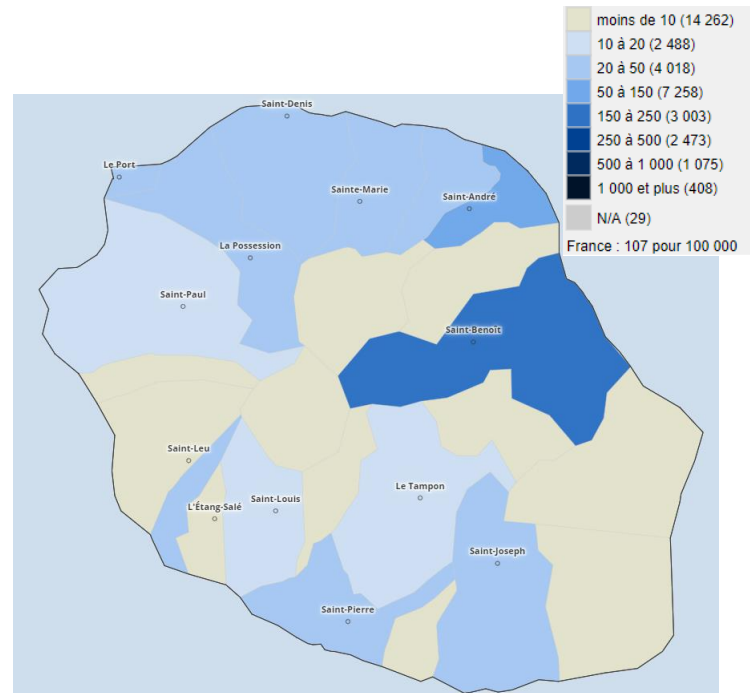 moins de 10 (14 262)
10 à 20 (2 488)
20 à 50 (4 018)
50 à 150 (7 258)
150 à 250 (3 003)
250 à 500 (2 473)
500 à 1 000 (1 075)
1 000 et plus (408)
N/A (29)
France : 107 pour 100 000
Saint-Denis
Le Port
Sainte-Marie
Saint-André
La Possession
Saint-Paul
Saint-Benoît
Saint-Leu
Le Tampon
Saint-Louis
L'Étang-Salé
Saint-Joseph
Saint-Pierre